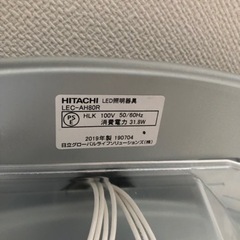 HITACHI LED照明器具
LEC-AH80R
PS
E
HLK 100V 50/60Hz
消費電力 31.8W
2019年製 190704
日立グローバルライフソリューションズ(株)